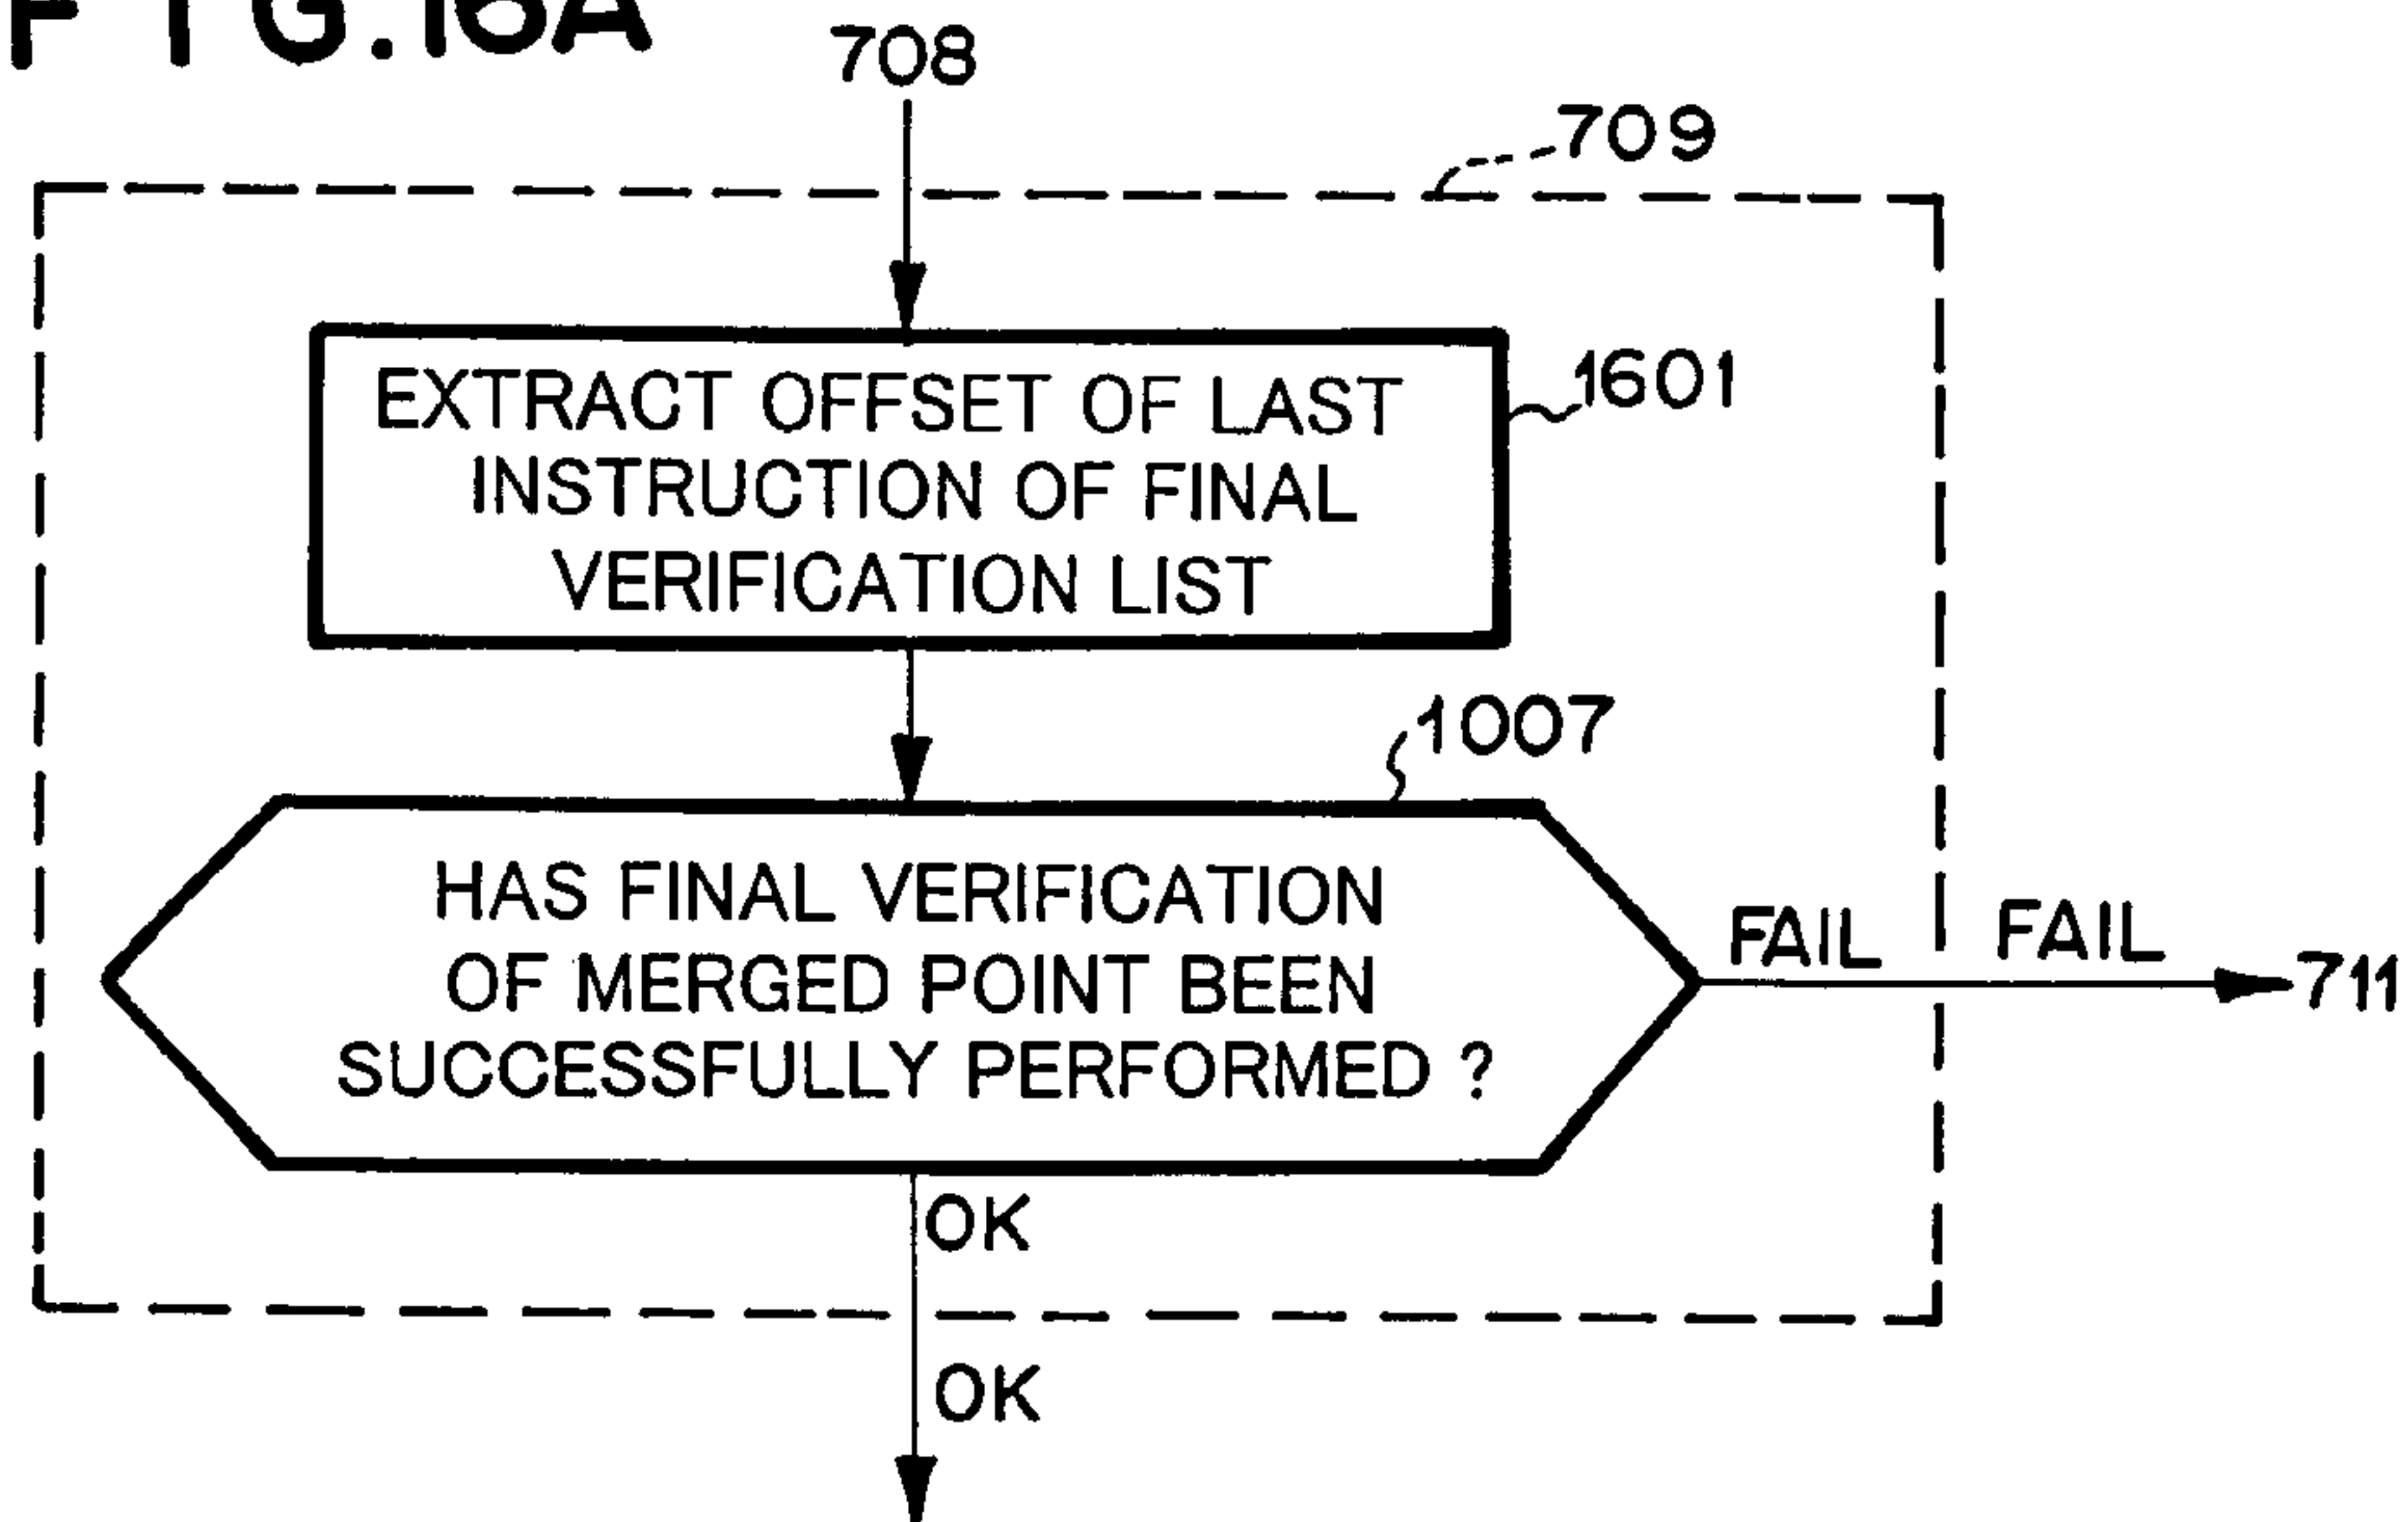 FIG.16A
708
709
EXTRACT OFFSET OF LAST
INSTRUCTION OF FINAL
VERIFICATION LIST
1601
1007
HAS FINAL VERIFICATION
OF MERGED POINT BEEN
SUCCESSFULLY PERFORMED ?
FAIL
FAIL
711
OK
OK